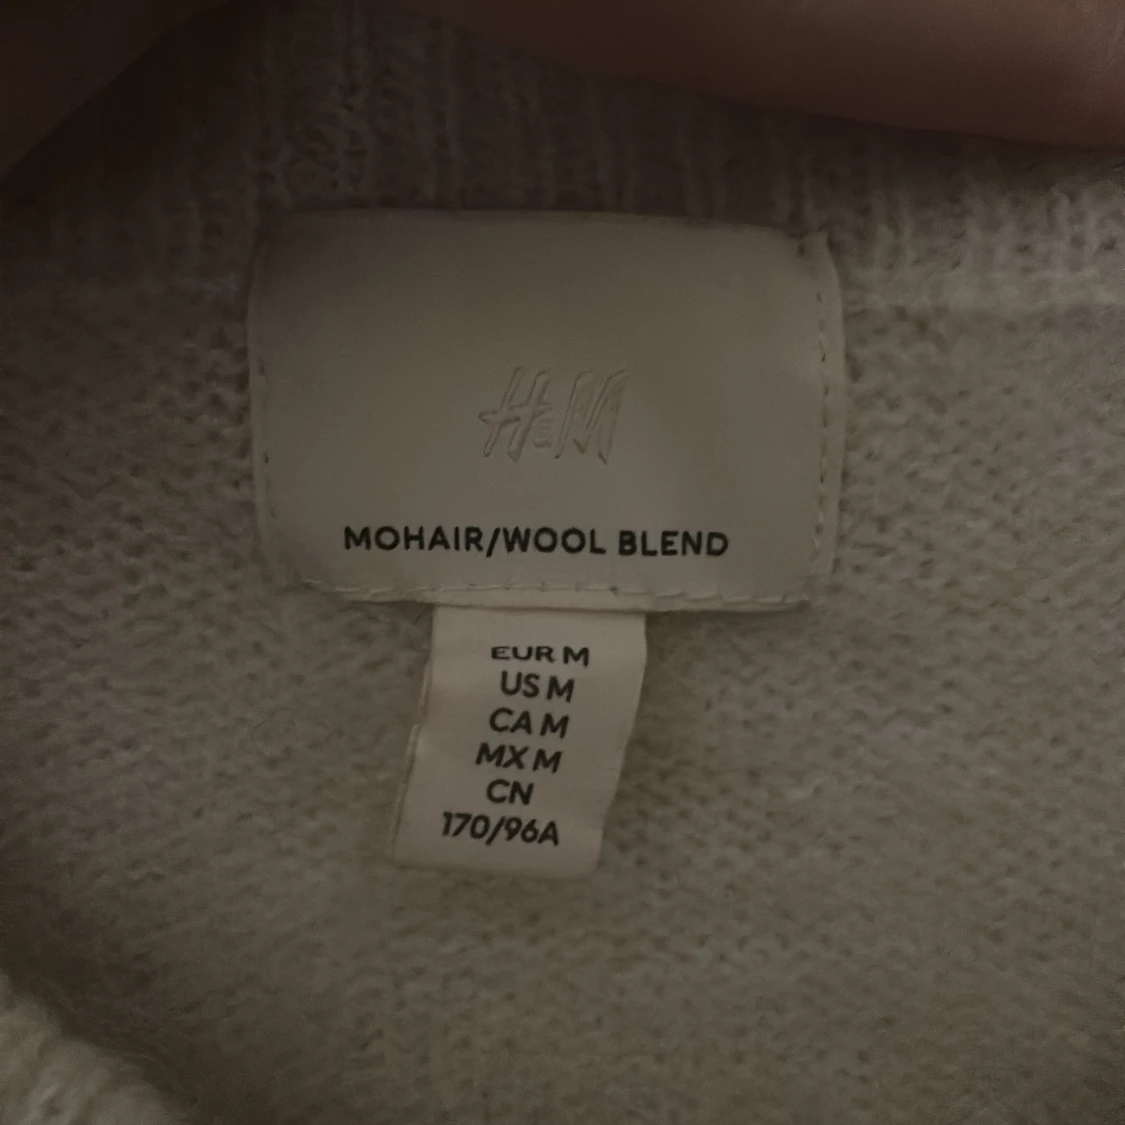 H&M
MOHAIR/WOOL BLEND
EUR M
US M
CA M
MX M
CN
170/96A